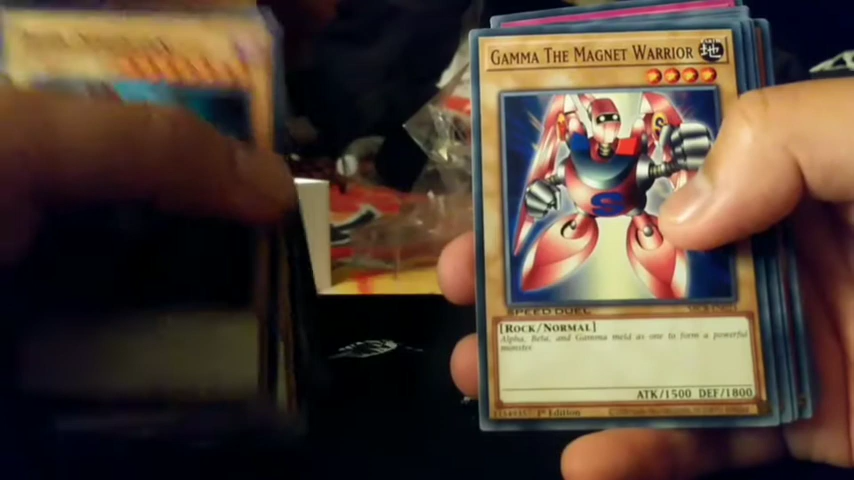 GAMMA THE MAGNET WARRIOR
S
SPEED DUEL
[ROCK/NORMAL]
Alpha, Beta, and Gamma meld as one to form a powerful
monster
ATK/1500 DEF/1800
1st Edition